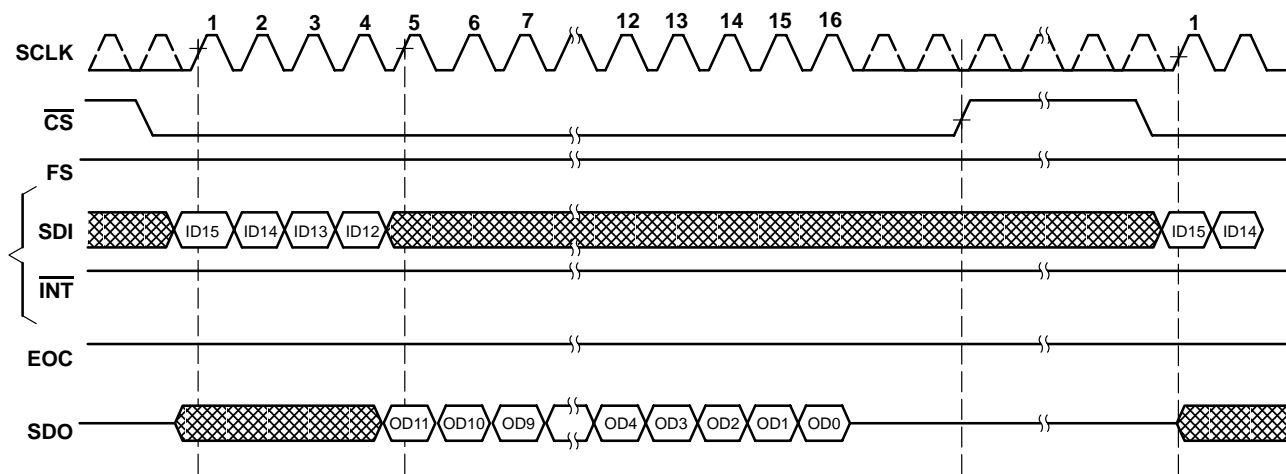 1 2 3 4 5 6 7 12 13 14 15 16 1
SCLK
CS
FS
SDI ID15 ID14 ID13 ID12 ID15 ID14
INT
EOC
SDO OD11 OD10 OD9 OD4 OD3 OD2 OD1 OD0